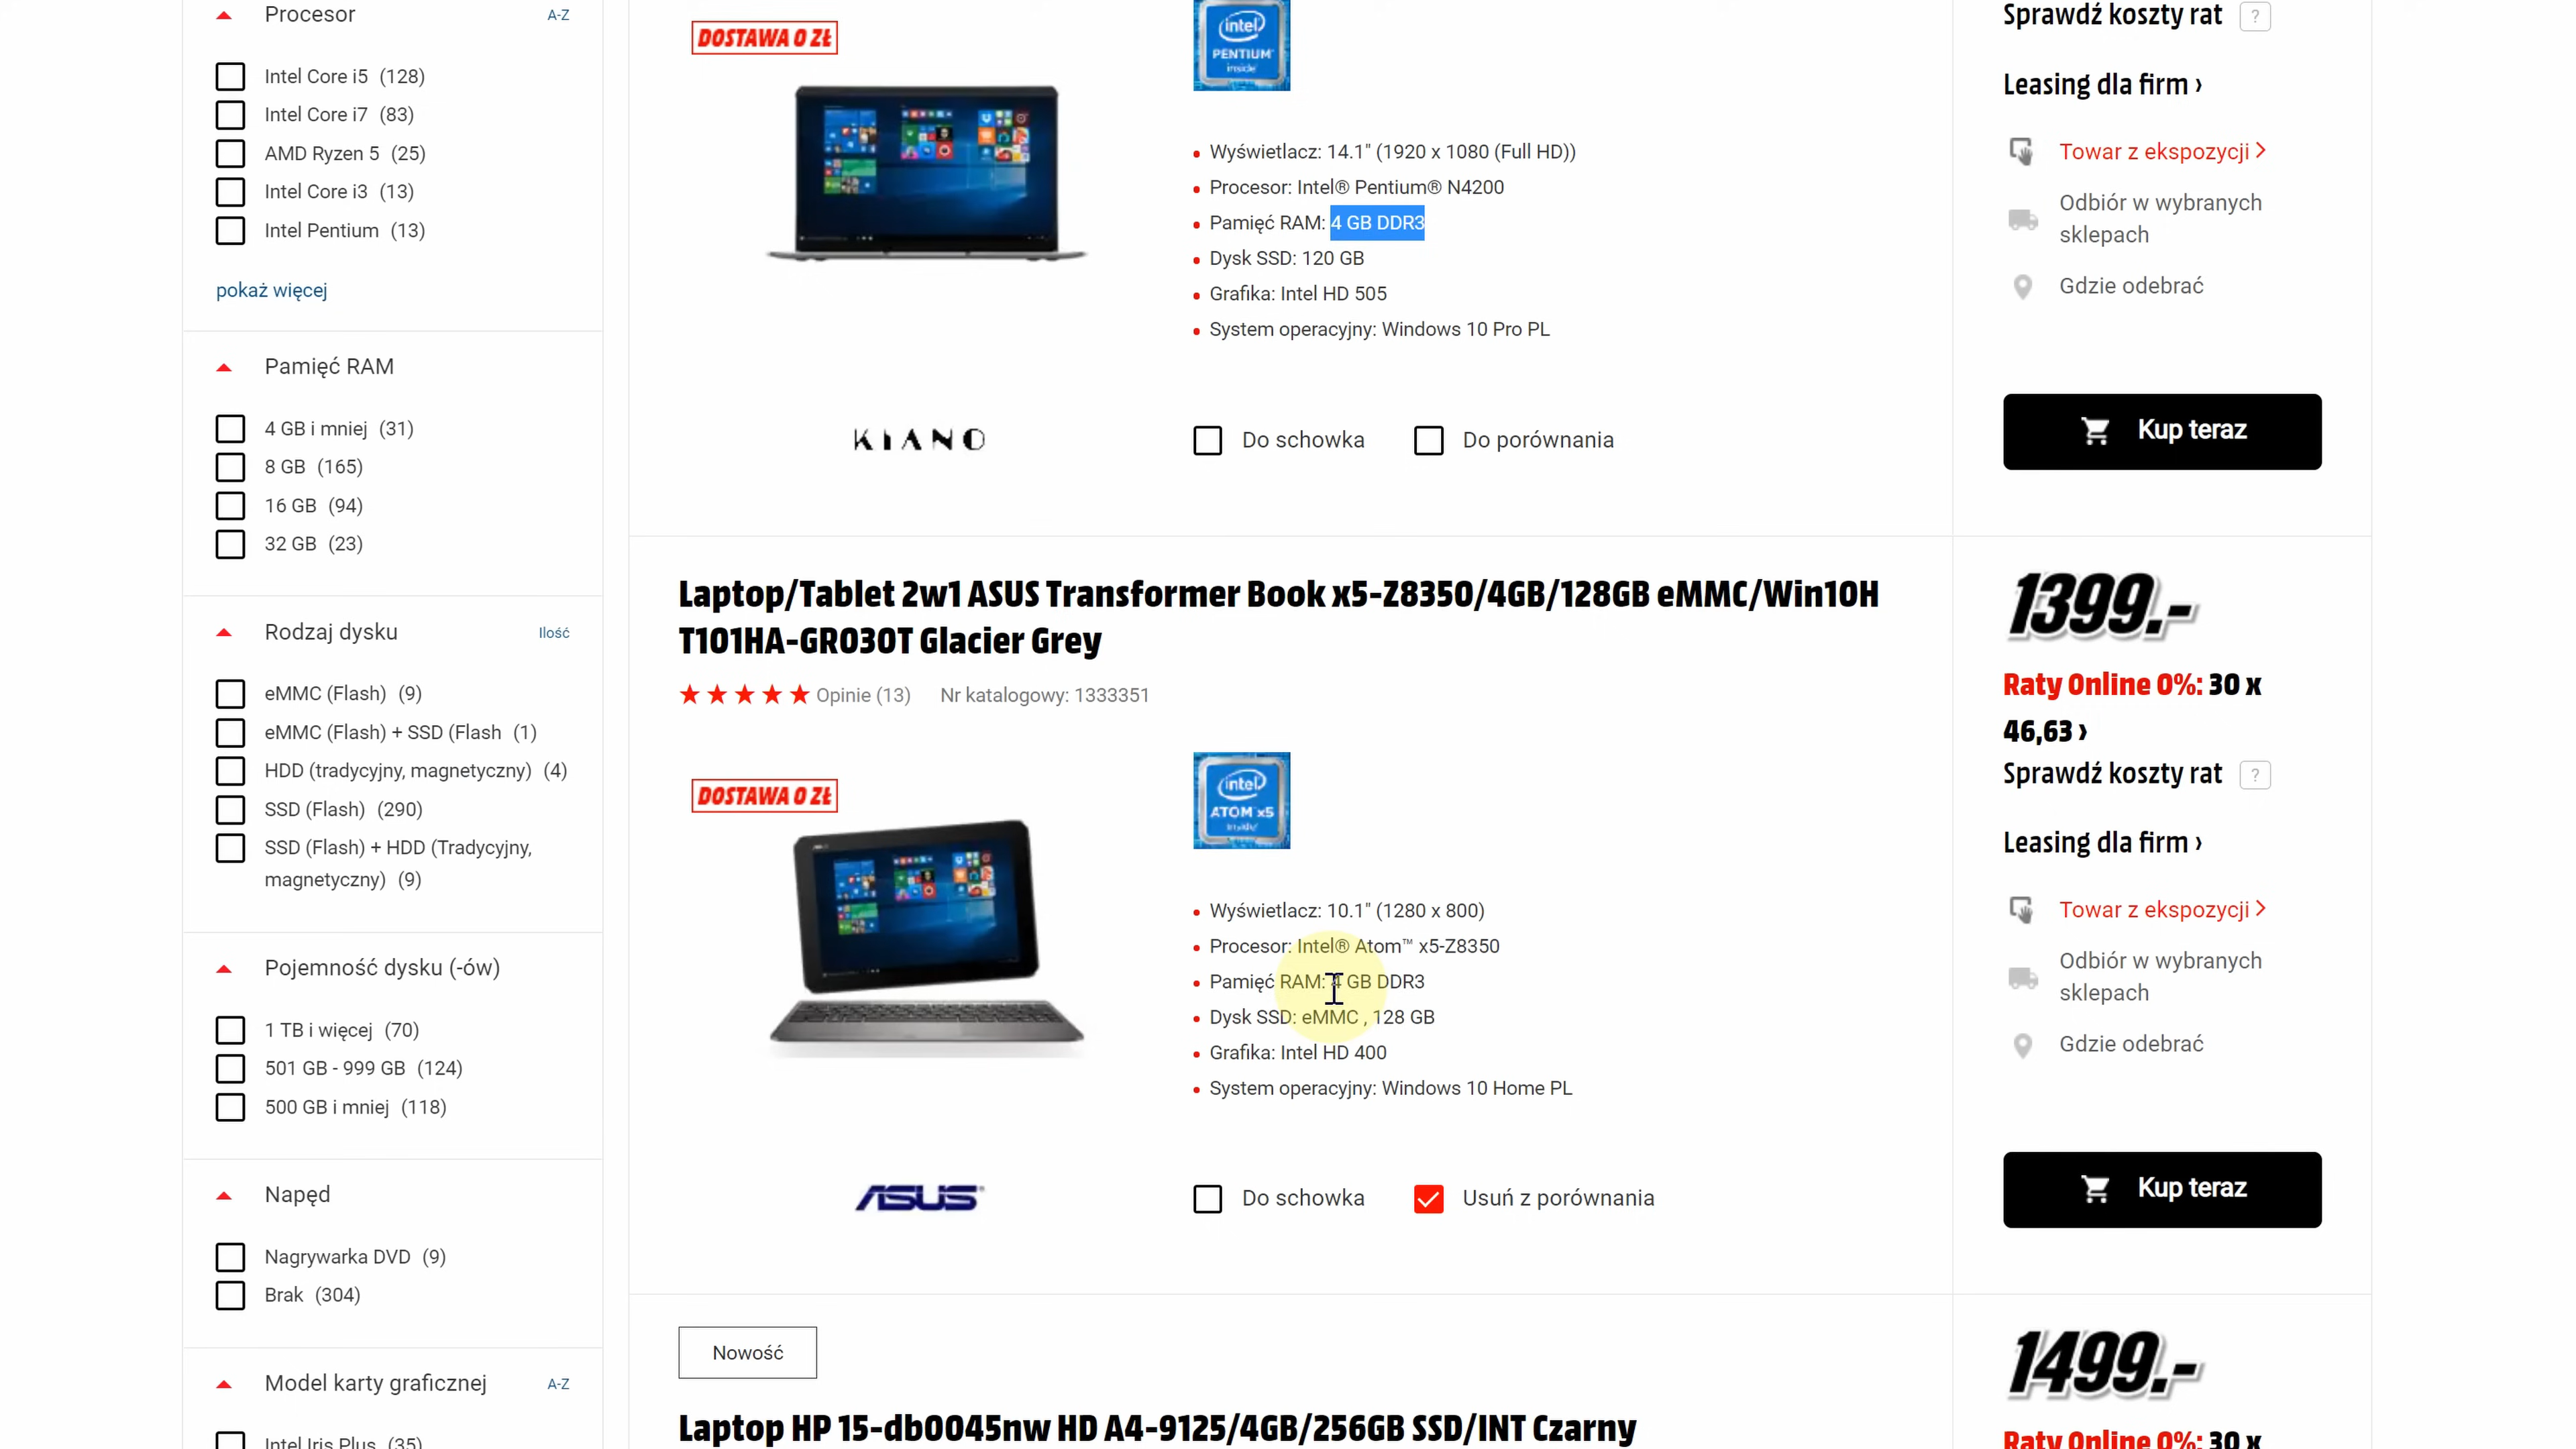 Procesor A-Z
Intel Core i5 (128)
Intel Core i7 (83)
AMD Ryzen 5 (25)
Intel Core i3 (13)
Intel Pentium (13)
pokaż więcej
Pamięć RAM
4 GB i mniej (31)
8 GB (165)
16 GB (94)
32 GB (23)
Rodzaj dysku Ilość
eMMC (Flash) (9)
eMMC (Flash) + SSD (Flash (1)
HDD (tradycyjny, magnetyczny) (4)
SSD (Flash) (290)
SSD (Flash) + HDD (Tradycyjny,
magnetyczny) (9)
Pojemność dysku (-ów)
1 TB i więcej (70)
501 GB - 999 GB (124)
500 GB i mniej (118)
Napęd
Nagrywarka DVD (9)
Brak (304)
Model karty graficznej A-Z
Intel Iris Plus (35)
DOSTAWA 0 ZŁ
intel
PENTIUM
inside
Wyświetlacz: 14.1" (1920 x 1080 (Full HD))
Procesor: Intel® Pentium® N4200
Pamięć RAM: 4 GB DDR3
Dysk SSD: 120 GB
Grafika: Intel HD 505
System operacyjny: Windows 10 Pro PL
KIANO
Do schowka Do porównania
Sprawdź koszty rat ?
Leasing dla firm ›
Towar z ekspozycji >
Odbiór w wybranych
sklepach
Gdzie odebrać
Kup teraz
Laptop/Tablet 2w1 ASUS Transformer Book x5-Z8350/4GB/128GB eMMC/Win10H
T101HA-GR030T Glacier Grey
Opinie (13) Nr katalogowy: 1333351
DOSTAWA 0 ZŁ
intel
ATOM x5
inside
Wyświetlacz: 10.1" (1280 x 800)
Procesor: Intel® Atom™ x5-Z8350
Pamięć RAM: 4 GB DDR3
Dysk SSD: eMMC , 128 GB
Grafika: Intel HD 400
System operacyjny: Windows 10 Home PL
ASUS
Do schowka Usuń z porównania
1399.-
Raty Online 0%: 30 x
46,63 ›
Sprawdź koszty rat ?
Leasing dla firm ›
Towar z ekspozycji >
Odbiór w wybranych
sklepach
Gdzie odebrać
Kup teraz
Nowość
Laptop HP 15-db0045nw HD A4-9125/4GB/256GB SSD/INT Czarny
1499.-
Raty Online 0%: 30 x